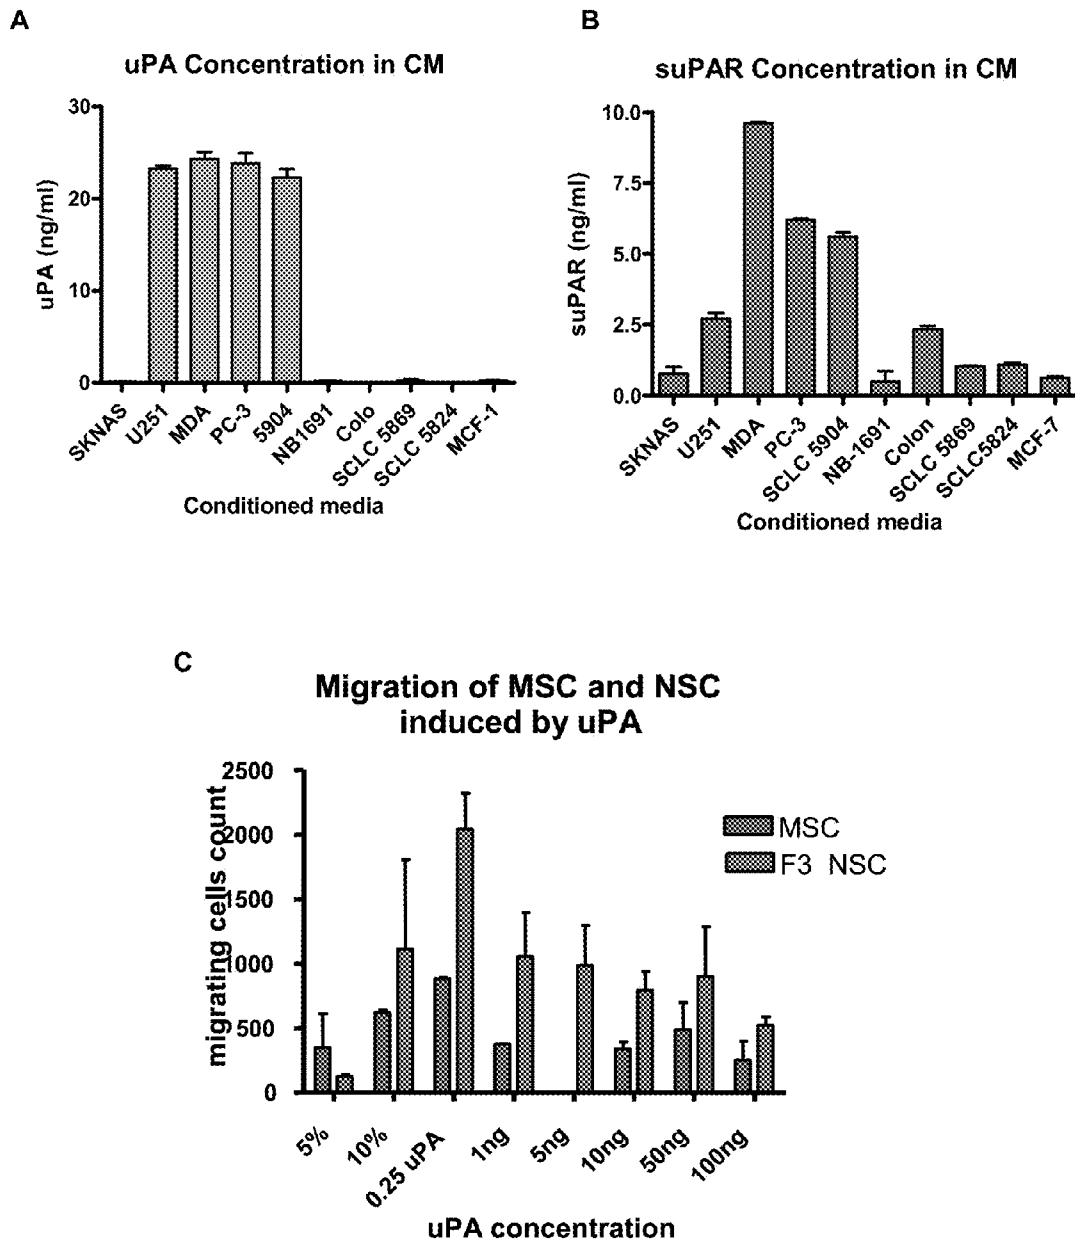 A
uPA Concentration in CM
30
20
10
0
uPA (ng/ml)
SKNAS
U251
MDA
PC-3
5904
NB1691
Colo
SCLC 5869
SCLC 5824
MCF-1
Conditioned media
B
suPAR Concentration in CM
10.0
7.5
5.0
2.5
0.0
suPAR (ng/ml)
SKNAS
U251
MDA
PC-3
SCLC 5904
NB-1691
Colon
SCLC 5869
SCLC5824
MCF-7
Conditioned media
C
Migration of MSC and NSC
induced by uPA
2500
2000
1500
1000
500
0
migrating cells count
MSC
F3 NSC
5%
10%
0.25 uPA
1ng
5ng
10ng
50ng
100ng
uPA concentration